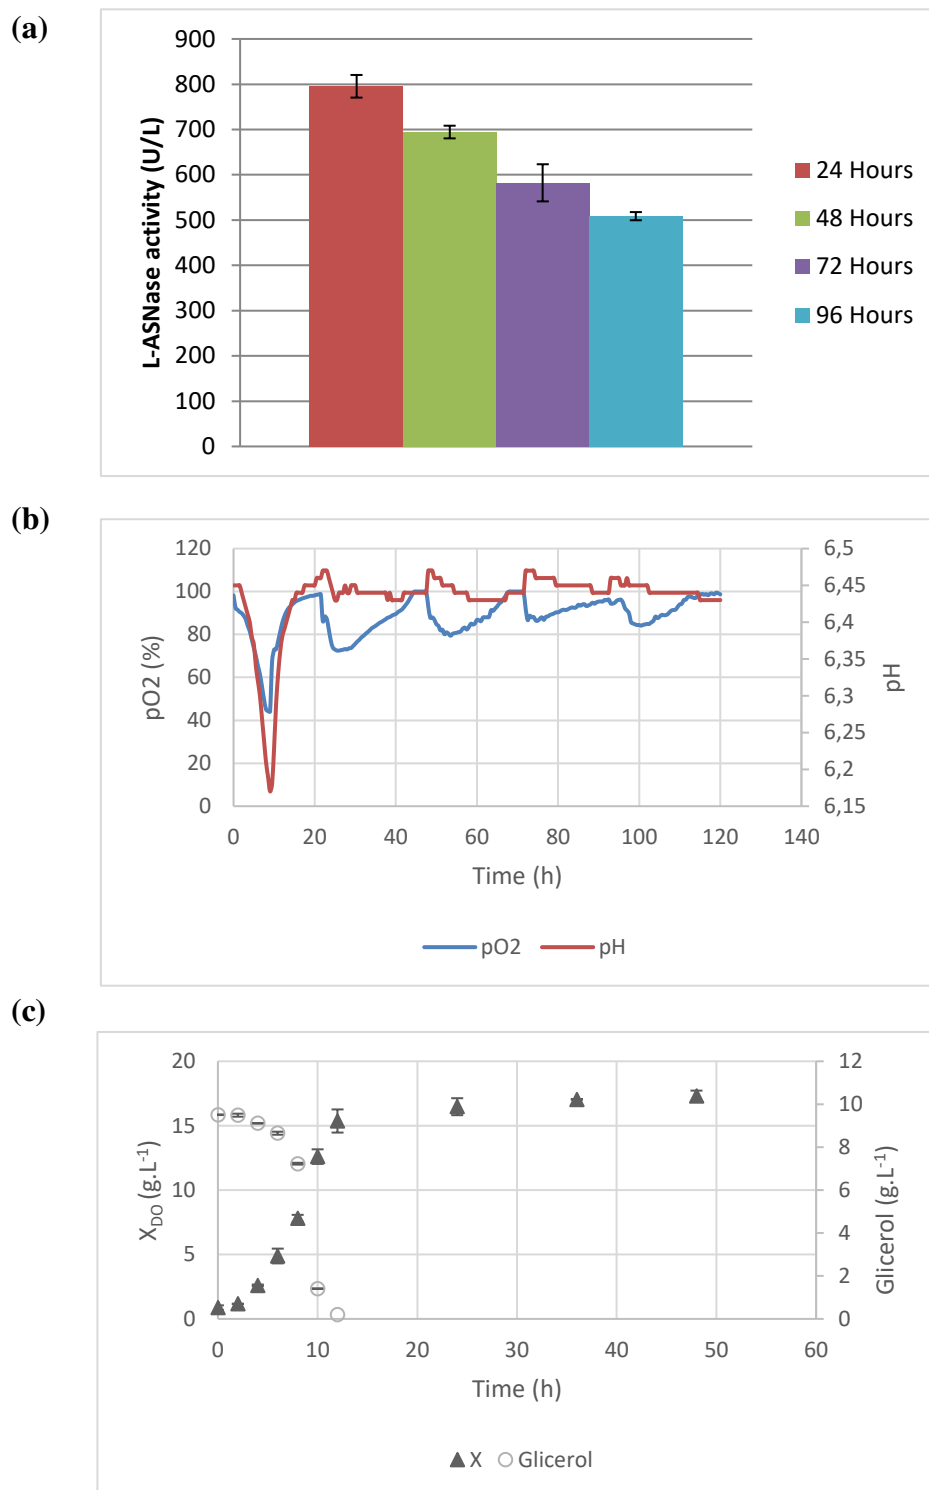 (a)
900
800
700
600
500
400
300
200
100
0
L-ASNase activity (U/L)
24 Hours
48 Hours
72 Hours
96 Hours
(b)
120
100
80
60
40
20
0
pO2 (%)
6,5
6,45
6,4
6,35
6,3
6,25
6,2
6,15
pH
0 20 40 60 80 100 120 140
Time (h)
pO2 pH
(c)
20
15
10
5
0
X_DO (g.L⁻¹)
12
10
8
6
4
2
0
Glicerol (g.L⁻¹)
0 10 20 30 40 50 60
Time (h)
X Glicerol